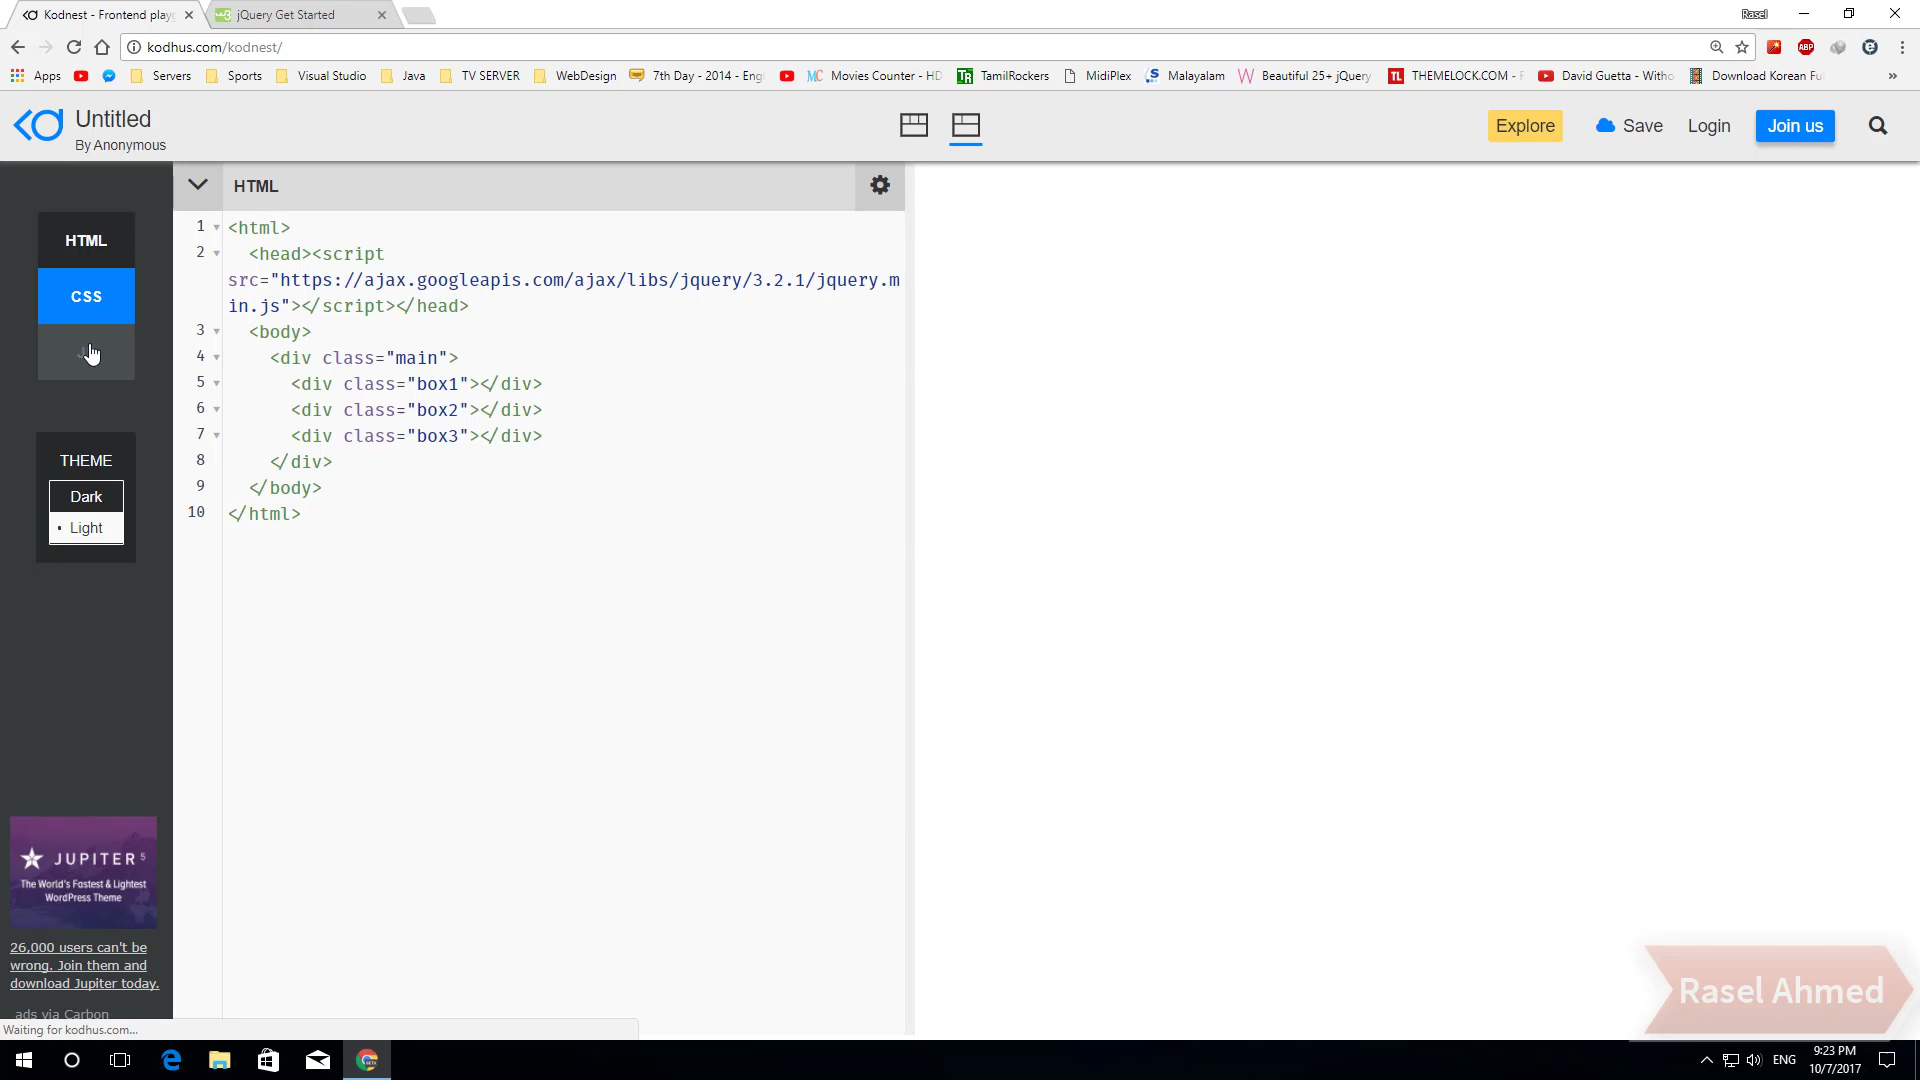 Kodnest - Frontend play
jQuery Get Started
Rasel
kodhus.com/kodnest/
Apps
Servers
Sports
Visual Studio
Java
TV SERVER
WebDesign
7th Day - 2014 - Eng
Movies Counter - HD
TamilRockers
MidiPlex
Malayalam
Beautiful 25+ jQuery
THEMELOCK.COM - F
David Guetta - Witho
Download Korean Fu
»
Untitled
By Anonymous
Explore
Save
Login
Join us
HTML
CSS
HTML
1 <html>
2 <head><script
src="https://ajax.googleapis.com/ajax/libs/jquery/3.2.1/jquery.m
in.js"></script></head>
3 <body>
4 <div class="main">
5 <div class="box1"></div>
6 <div class="box2"></div>
7 <div class="box3"></div>
8 </div>
9 </body>
10 </html>
THEME
Dark
Light
JUPITER 5
The World's Fastest & Lightest
WordPress Theme
26,000 users can't be
wrong. Join them and
download Jupiter today.
ads via Carbon
Waiting for kodhus.com...
Rasel Ahmed
ENG
9:23 PM
10/7/2017